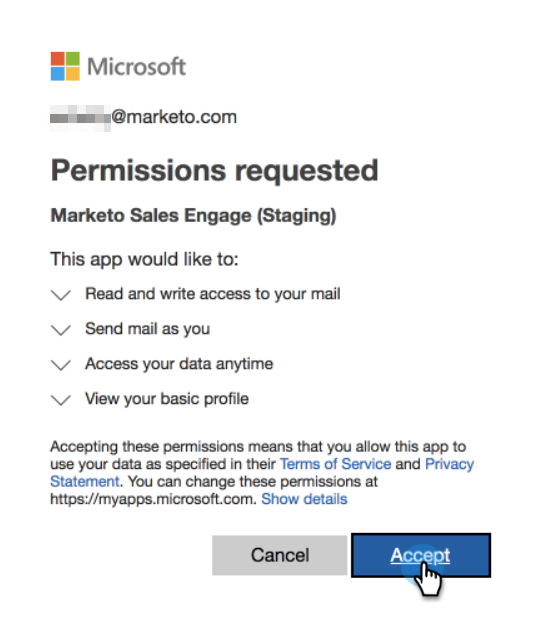 Microsoft
@marketo.com
Permissions requested
Marketo Sales Engage (Staging)
This app would like to:
Read and write access to your mail
Send mail as you
Access your data anytime
View your basic profile
Accepting these permissions means that you allow this app to
use your data as specified in their Terms of Service and Privacy
Statement. You can change these permissions at
https://myapps.microsoft.com. Show details
Cancel Accept